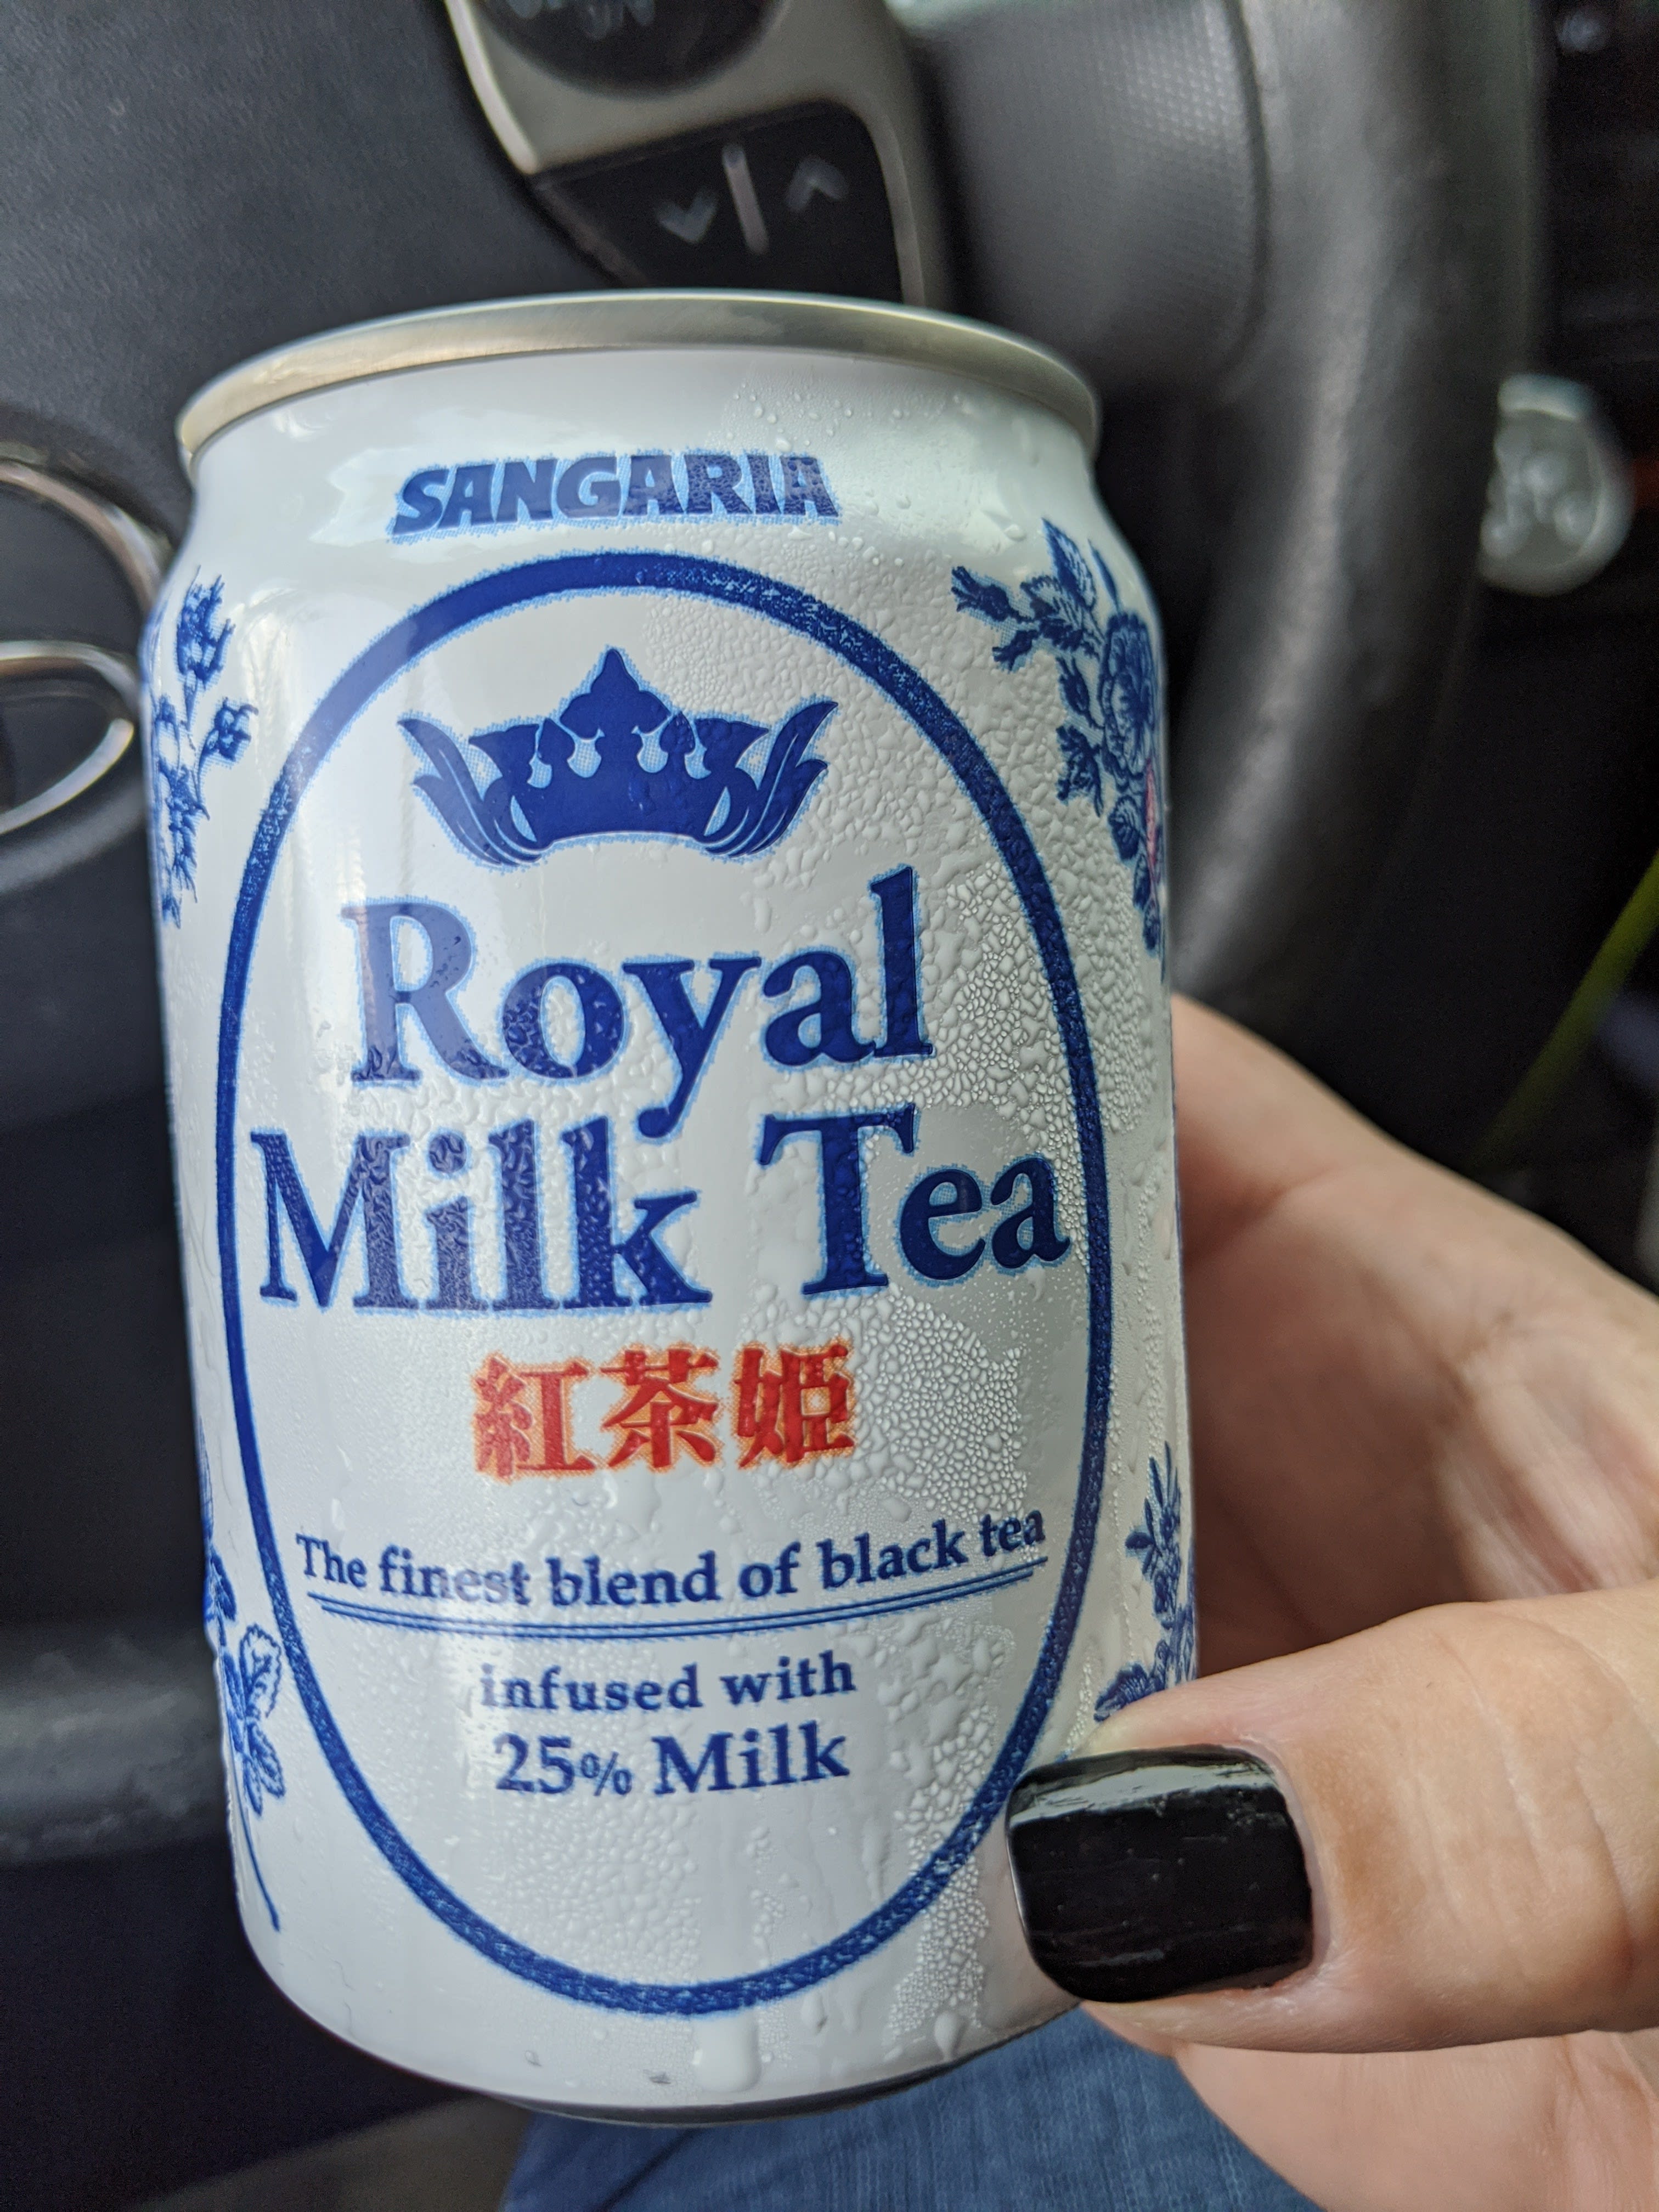 SANGARIA
Royal
Milk Tea
紅茶姫
The finest blend of black tea
infused with
25% Milk